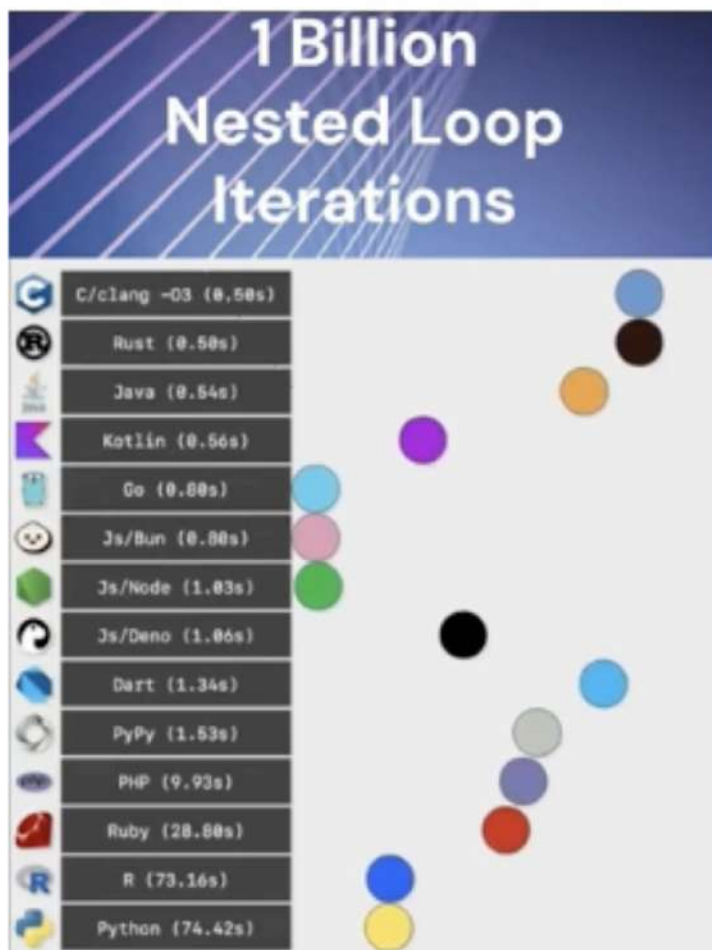 1 Billion
Nested Loop
Iterations
C/clang -O3 (0.50s)
Rust (0.50s)
Java (0.54s)
Kotlin (0.56s)
Go (0.80s)
Js/Bun (0.80s)
Js/Node (1.03s)
Js/Deno (1.06s)
Dart (1.34s)
PyPy (1.53s)
PHP (9.93s)
Ruby (28.80s)
R (73.16s)
Python (74.42s)